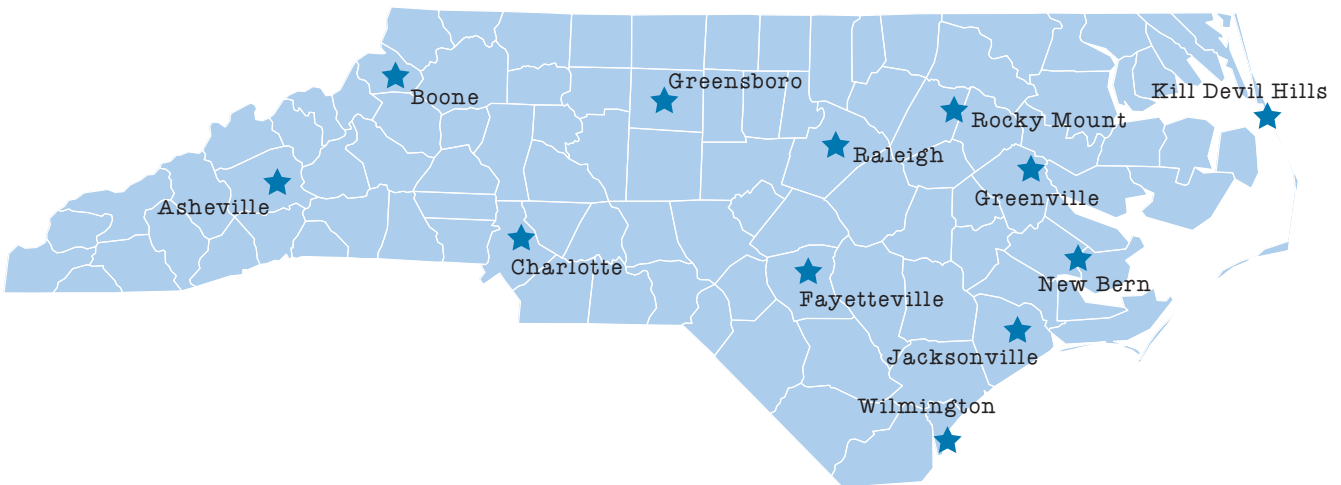 Greensboro
Boone
Kill Devil Hills
Rocky Mount
Raleigh
Greenville
Asheville
Charlotte
New Bern
Fayetteville
Jacksonville
Wilmington